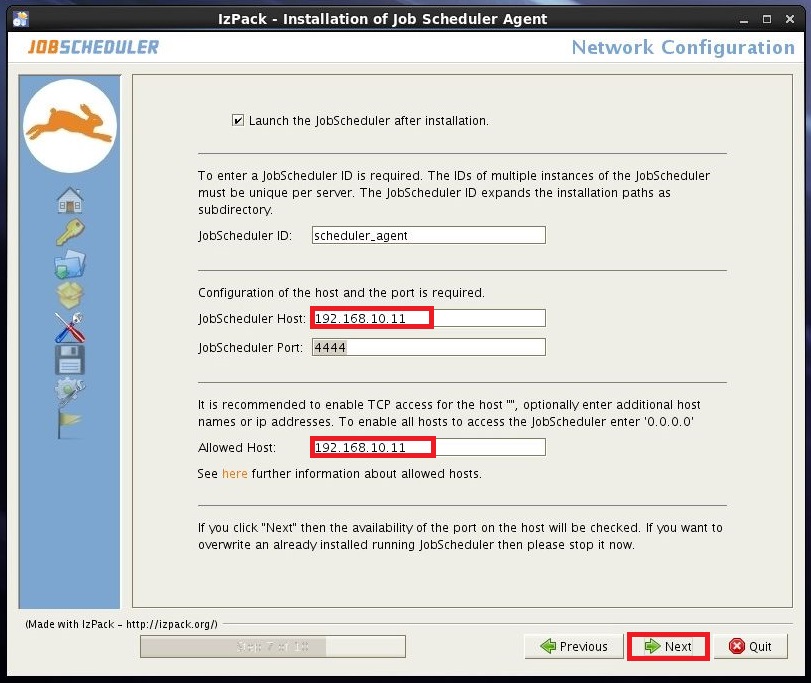 IzPack - Installation of Job Scheduler Agent
JOBSCHEDULER
Network Configuration
Launch the JobScheduler after installation.
To enter a JobScheduler ID is required. The IDs of multiple instances of the JobScheduler
must be unique per server. The JobScheduler ID expands the installation paths as
subdirectory.
JobScheduler ID: scheduler_agent
Configuration of the host and the port is required.
JobScheduler Host: 192.168.10.11
JobScheduler Port: 4444
It is recommended to enable TCP access for the host "", optionally enter additional host
names or ip addresses. To enable all hosts to access the JobScheduler enter '0.0.0.0'
Allowed Host: 192.168.10.11
See here further information about allowed hosts.
If you click "Next" then the availability of the port on the host will be checked. If you want to
overwrite an already installed running JobScheduler then please stop it now.
(Made with IzPack - http://izpack.org/)
Step 7 of 10
Previous Next Quit